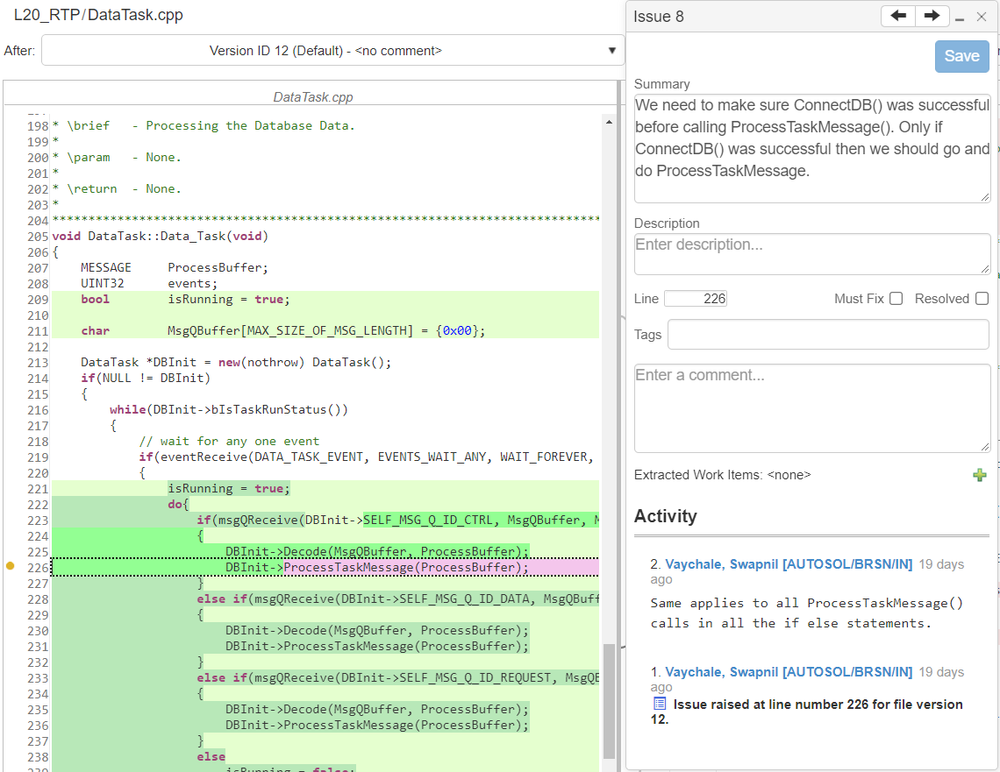 L20_RTP/DataTask.cpp
After: Version ID 12 (Default) - <no comment>
DataTask.cpp
198 * \brief   - Processing the Database Data.
199 *
200 * \param   - None.
201 *
202 * \return  - None.
203 *
204 ****************************************************************************
205 void DataTask::Data_Task(void)
206 {
207     MESSAGE     ProcessBuffer;
208     UINT32      events;
209     bool        isRunning = true;
210
211     char        MsgQBuffer[MAX_SIZE_OF_MSG_LENGTH] = {0x00};
212
213     DataTask *DBInit = new(nothrow) DataTask();
214     if(NULL != DBInit)
215     {
216         while(DBInit->bIsTaskRunStatus())
217         {
218             // wait for any one event
219             if(eventReceive(DATA_TASK_EVENT, EVENTS_WAIT_ANY, WAIT_FOREVER,
220             {
221                 isRunning = true;
222                 do{
223                     if(msgQReceive(DBInit->SELF_MSG_Q_ID_CTRL, MsgQBuffer, M
224                     {
225                         DBInit->Decode(MsgQBuffer, ProcessBuffer);
226                         DBInit->ProcessTaskMessage(ProcessBuffer);
227                     }
228                     else if(msgQReceive(DBInit->SELF_MSG_Q_ID_DATA, MsgQBuff
229                     {
230                         DBInit->Decode(MsgQBuffer, ProcessBuffer);
231                         DBInit->ProcessTaskMessage(ProcessBuffer);
232                     }
233                     else if(msgQReceive(DBInit->SELF_MSG_Q_ID_REQUEST, MsgQB
234                     {
235                         DBInit->Decode(MsgQBuffer, ProcessBuffer);
236                         DBInit->ProcessTaskMessage(ProcessBuffer);
237                     }
238                     else
239                         isRunning = false;
Issue 8
Save
Summary
We need to make sure ConnectDB() was successful
before calling ProcessTaskMessage(). Only if
ConnectDB() was successful then we should go and
do ProcessTaskMessage.
Description
Enter description...
Line 226 Must Fix Resolved
Tags
Enter a comment...
Extracted Work Items: <none>
Activity
2. Vaychale, Swapnil [AUTOSOL/BRSN/IN] 19 days
ago
Same applies to all ProcessTaskMessage()
calls in all the if else statements.
1. Vaychale, Swapnil [AUTOSOL/BRSN/IN] 19 days
ago
Issue raised at line number 226 for file version
12.